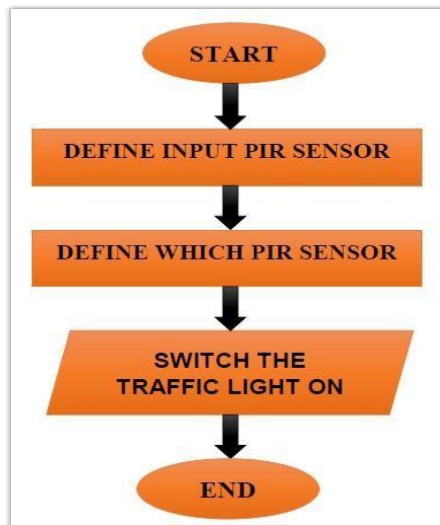 START
DEFINE INPUT PIR SENSOR
DEFINE WHICH PIR SENSOR
SWITCH THE
TRAFFIC LIGHT ON
END